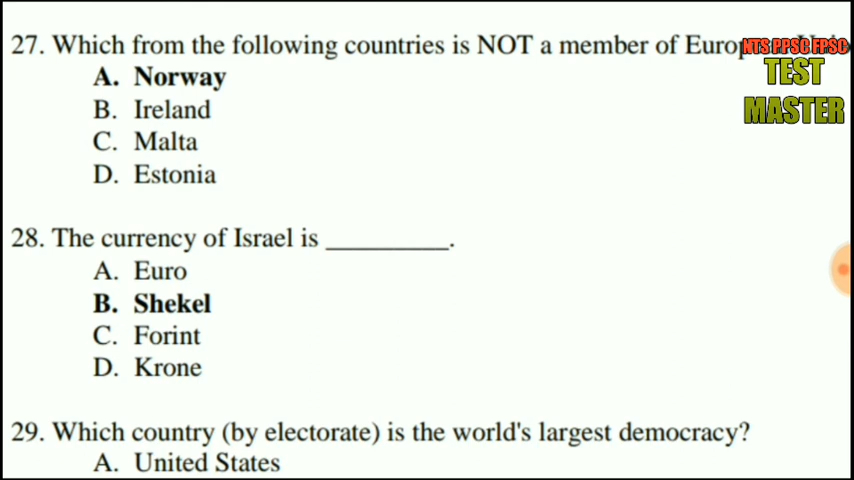 27. Which from the following countries is NOT a member of
NTS PPSC FPSC
TEST
MASTER
A. Norway
B. Ireland
C. Malta
D. Estonia
28. The currency of Israel is __________.
A. Euro
B. Shekel
C. Forint
D. Krone
29. Which country (by electorate) is the world's largest democracy?
A. United States